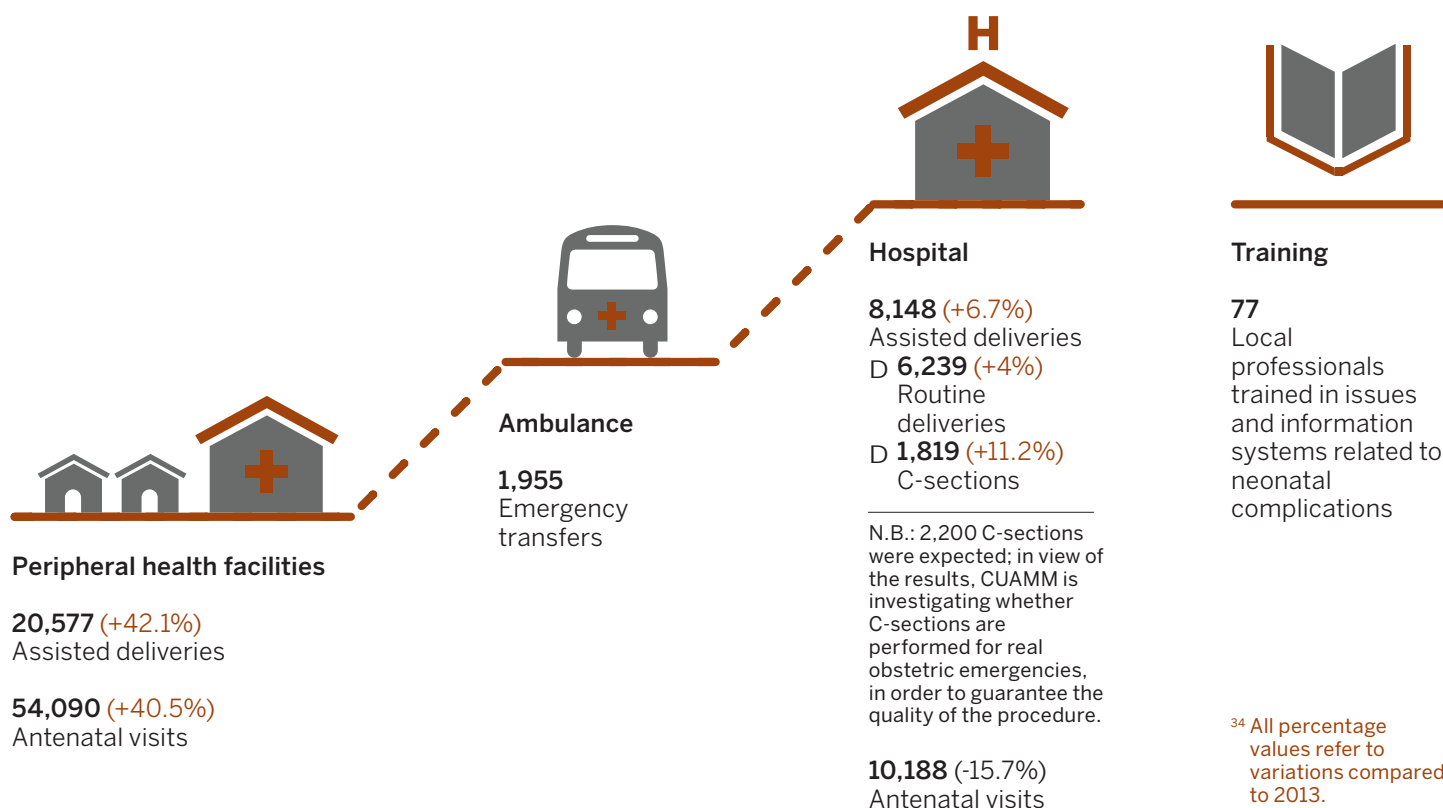 H
Peripheral health facilities
20,577 (+42.1%)
Assisted deliveries
54,090 (+40.5%)
Antenatal visits
Ambulance
1,955
Emergency
transfers
Hospital
8,148 (+6.7%)
Assisted deliveries
D 6,239 (+4%)
Routine
deliveries
D 1,819 (+11.2%)
C-sections
N.B.: 2,200 C-sections
were expected; in view of
the results, CUAMM is
investigating whether
C-sections are
performed for real
obstetric emergencies,
in order to guarantee the
quality of the procedure.
10,188 (-15.7%)
Antenatal visits
Training
77
Local
professionals
trained in issues
and information
systems related to
neonatal
complications
34 All percentage
values refer to
variations compared
to 2013.